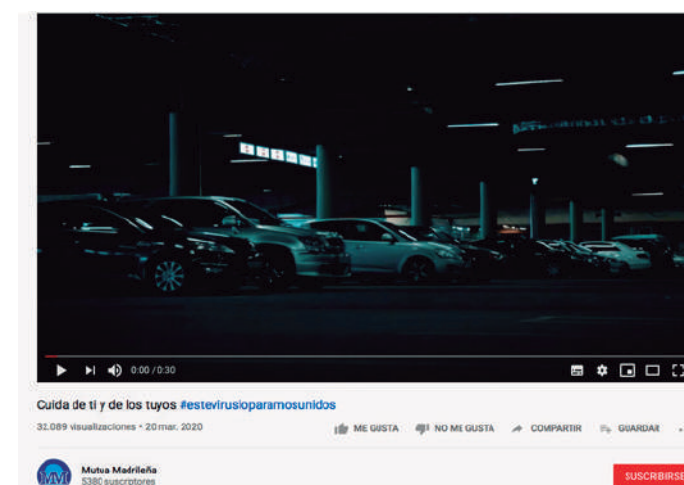 0:00 / 0:30
Cuida de ti y de los tuyos #estevirusloparamosunidos
32.089 visualizaciones • 20 mar. 2020
ME GUSTA NO ME GUSTA COMPARTIR GUARDAR
Mutua Madrileña
5380 suscriptores
SUSCRIBIRSE